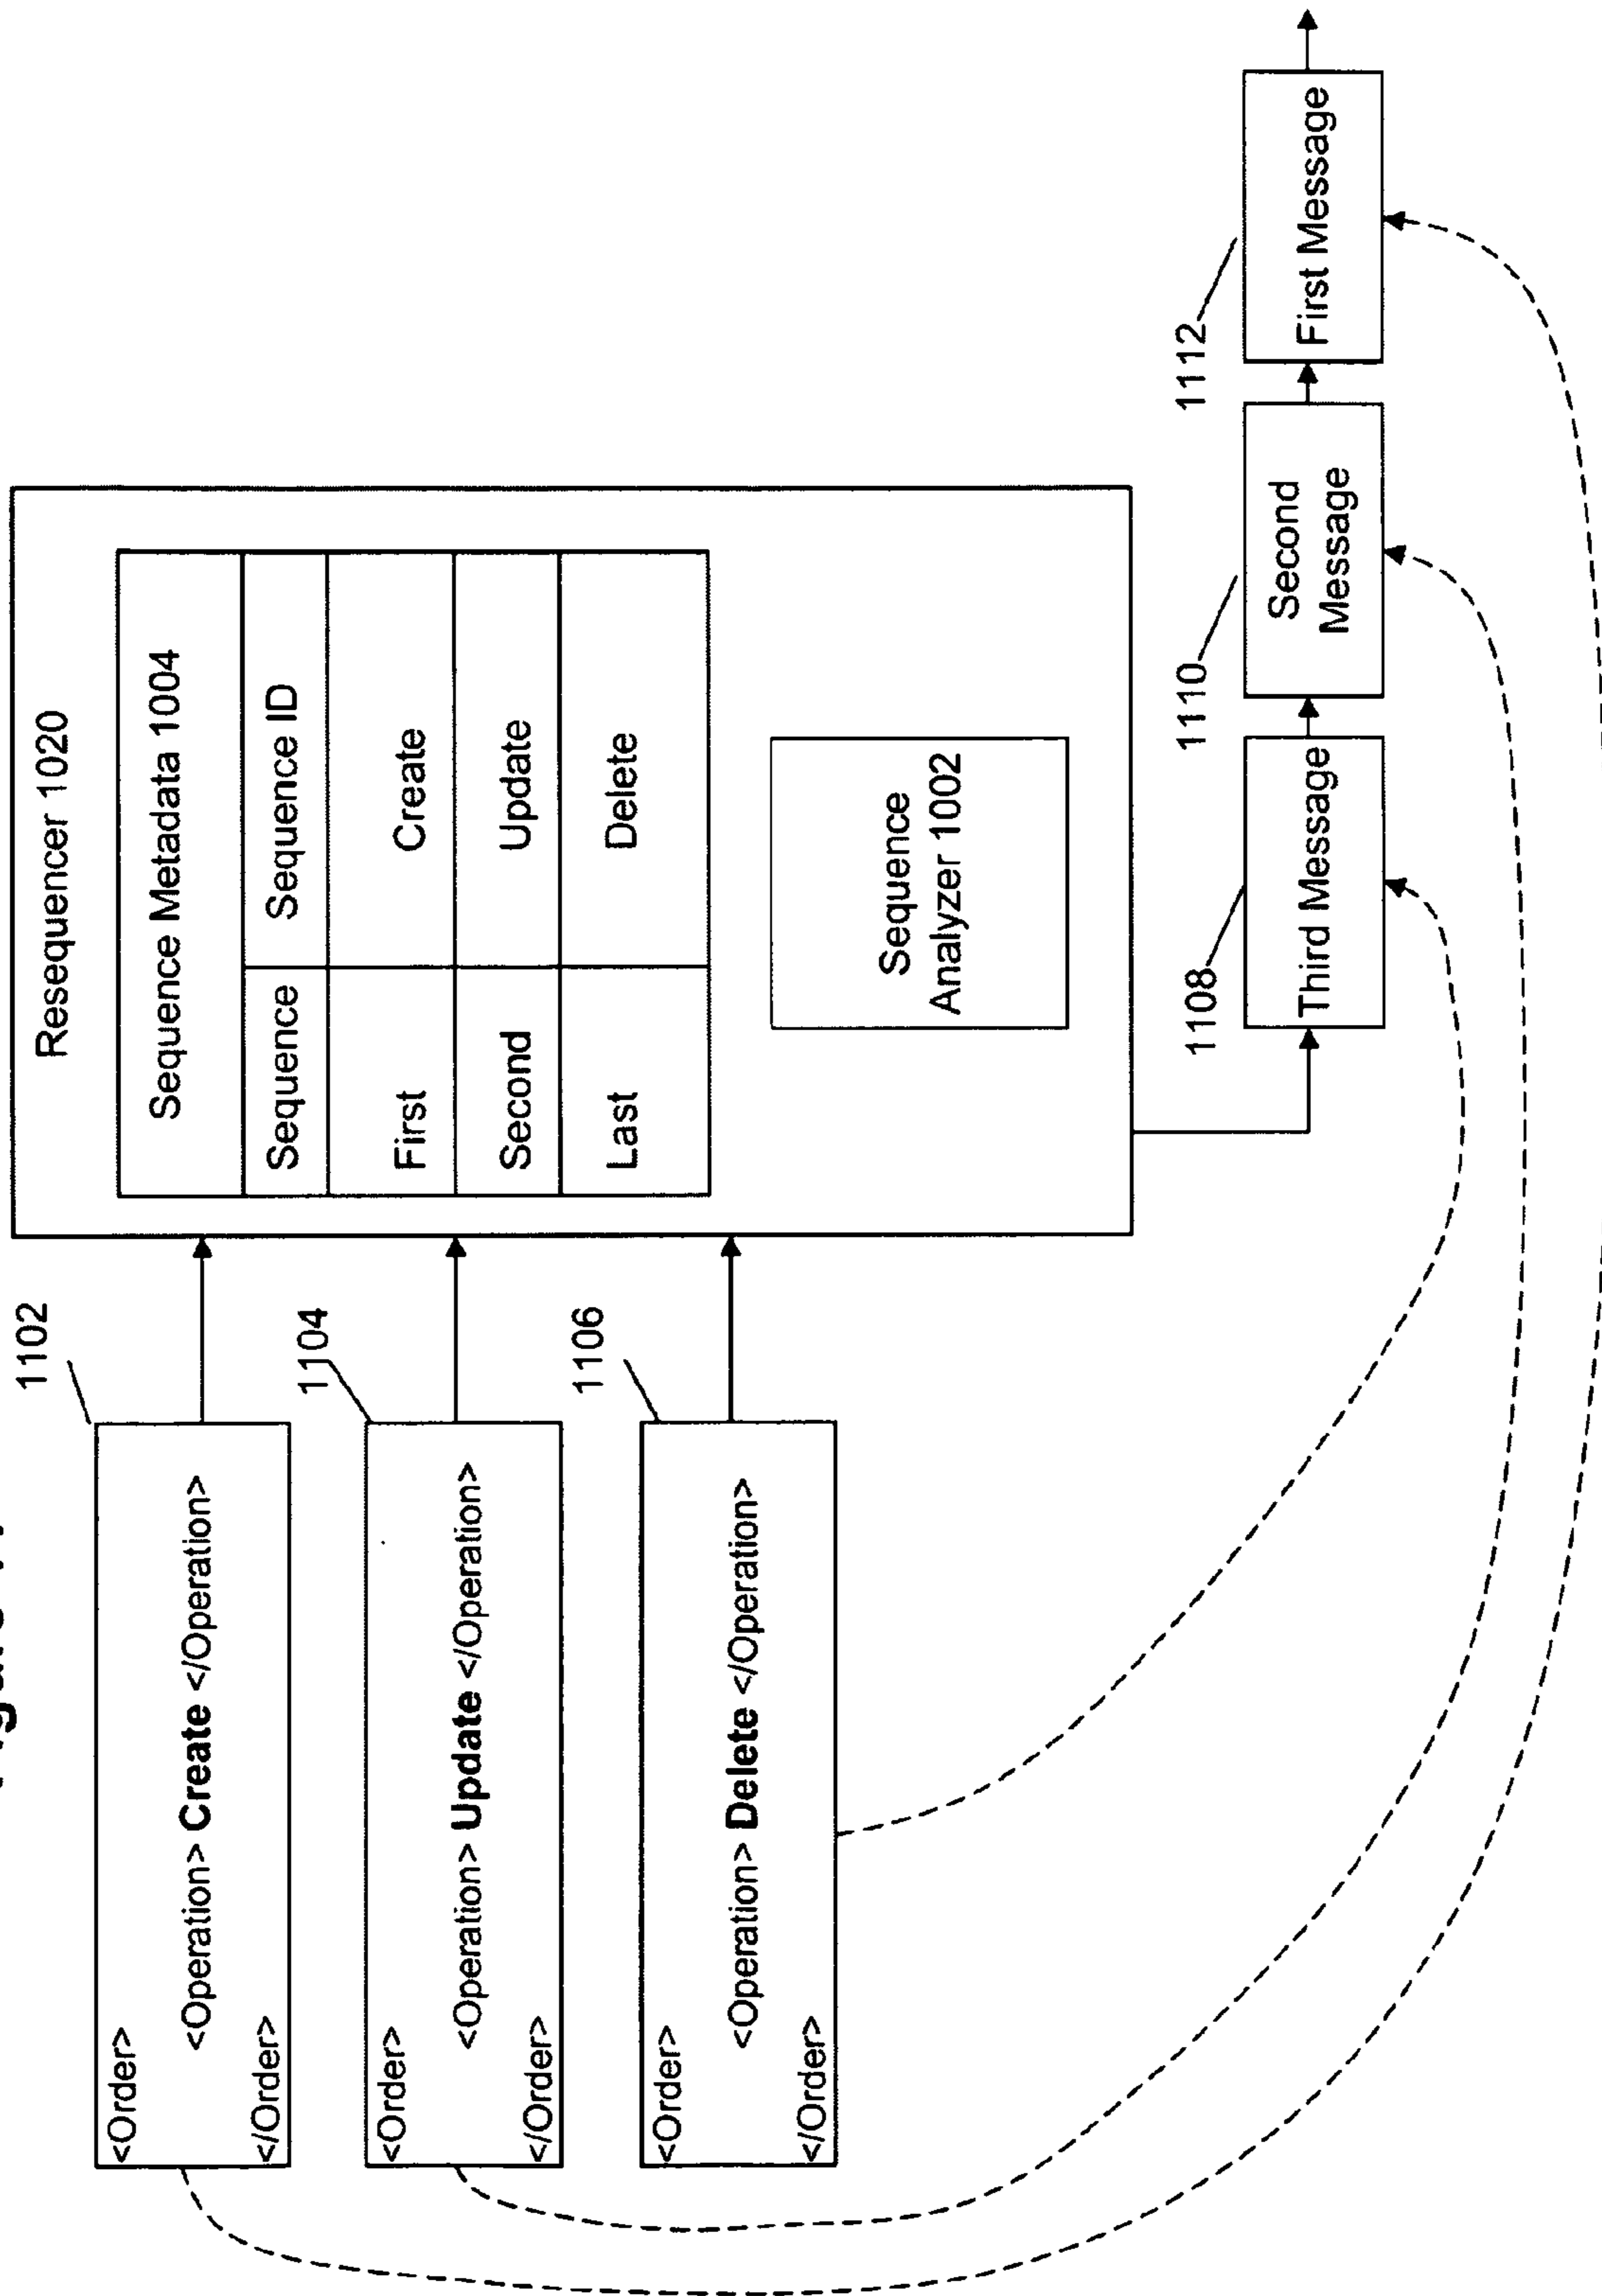 1102
<Order>
<Operation> Create </Operation>
</Order>
1104
<Order>
<Operation> Update </Operation>
</Order>
1106
<Order>
<Operation> Delete </Operation>
</Order>
Resequencer 1020
Sequence Metadata 1004
Sequence Sequence ID
First Create
Second Update
Last Delete
Sequence
Analyzer 1002
1108
Third Message
1110
Second
Message
1112
First Message